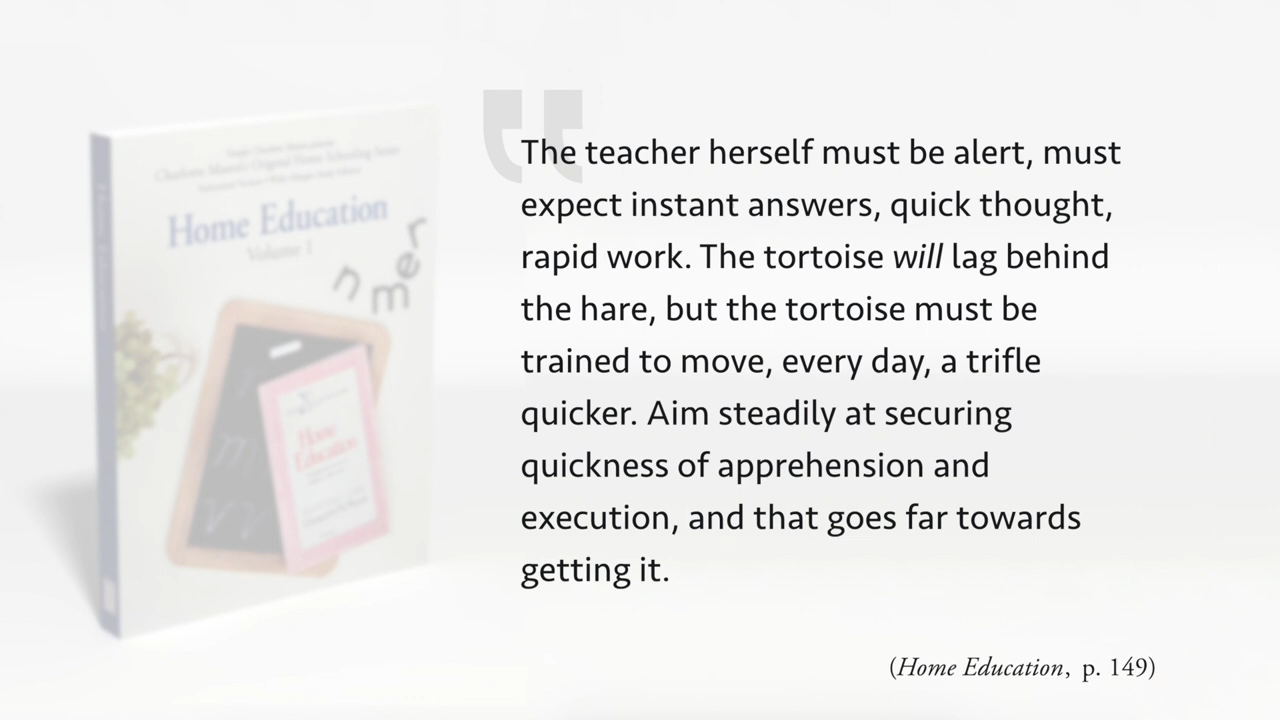 Home Education
Volume 1
n
m
e
r
Home
Education
“
The teacher herself must be alert, must
expect instant answers, quick thought,
rapid work. The tortoise will lag behind
the hare, but the tortoise must be
trained to move, every day, a trifle
quicker. Aim steadily at securing
quickness of apprehension and
execution, and that goes far towards
getting it.
(Home Education, p. 149)